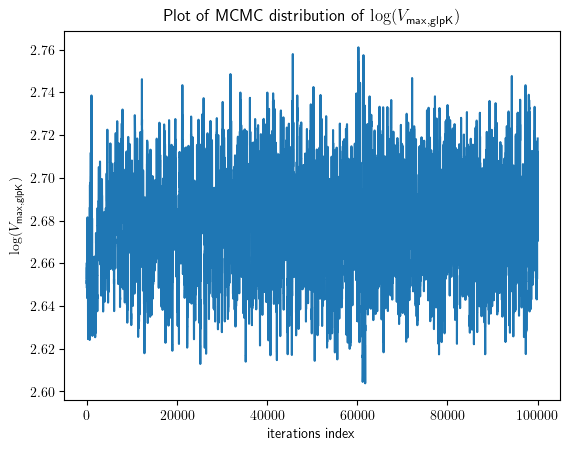 Plot of MCMC distribution of log(V_max,glpK)
2.76
2.74
2.72
2.70
2.68
2.66
2.64
2.62
2.60
log(V_max,glpK)
0 20000 40000 60000 80000 100000
iterations index